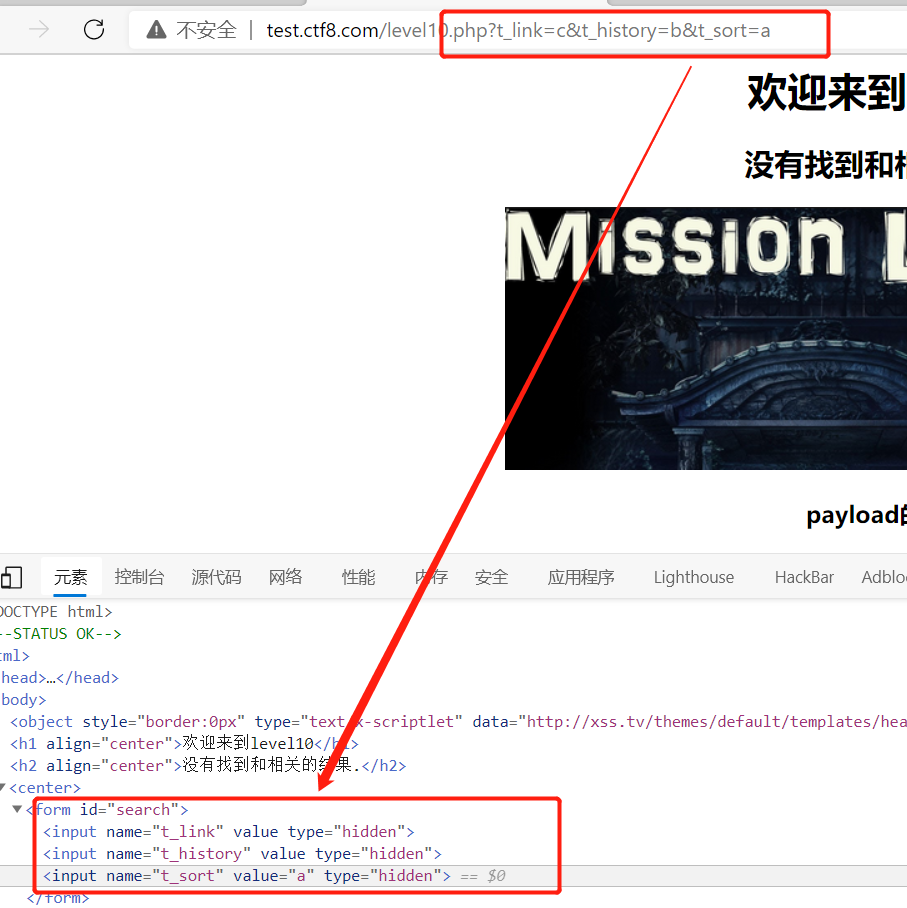 不安全 | test.ctf8.com/level10.php?t_link=c&t_history=b&t_sort=a
欢迎来到
没有找到和
Mission
payload
元素 控制台 源代码 网络 性能 内存 安全 应用程序 Lighthouse HackBar Adblo
OCTYPE html>
--STATUS OK-->
tml>
head>…</head>
body>
<object style="border:0px" type="text/x-scriptlet" data="http://xss.tv/themes/default/templates/hea
<h1 align="center">欢迎来到level10</h1>
<h2 align="center">没有找到和相关的结果.</h2>
<center>
<form id="search">
<input name="t_link" value type="hidden">
<input name="t_history" value type="hidden">
<input name="t_sort" value="a" type="hidden"> == $0
</form>